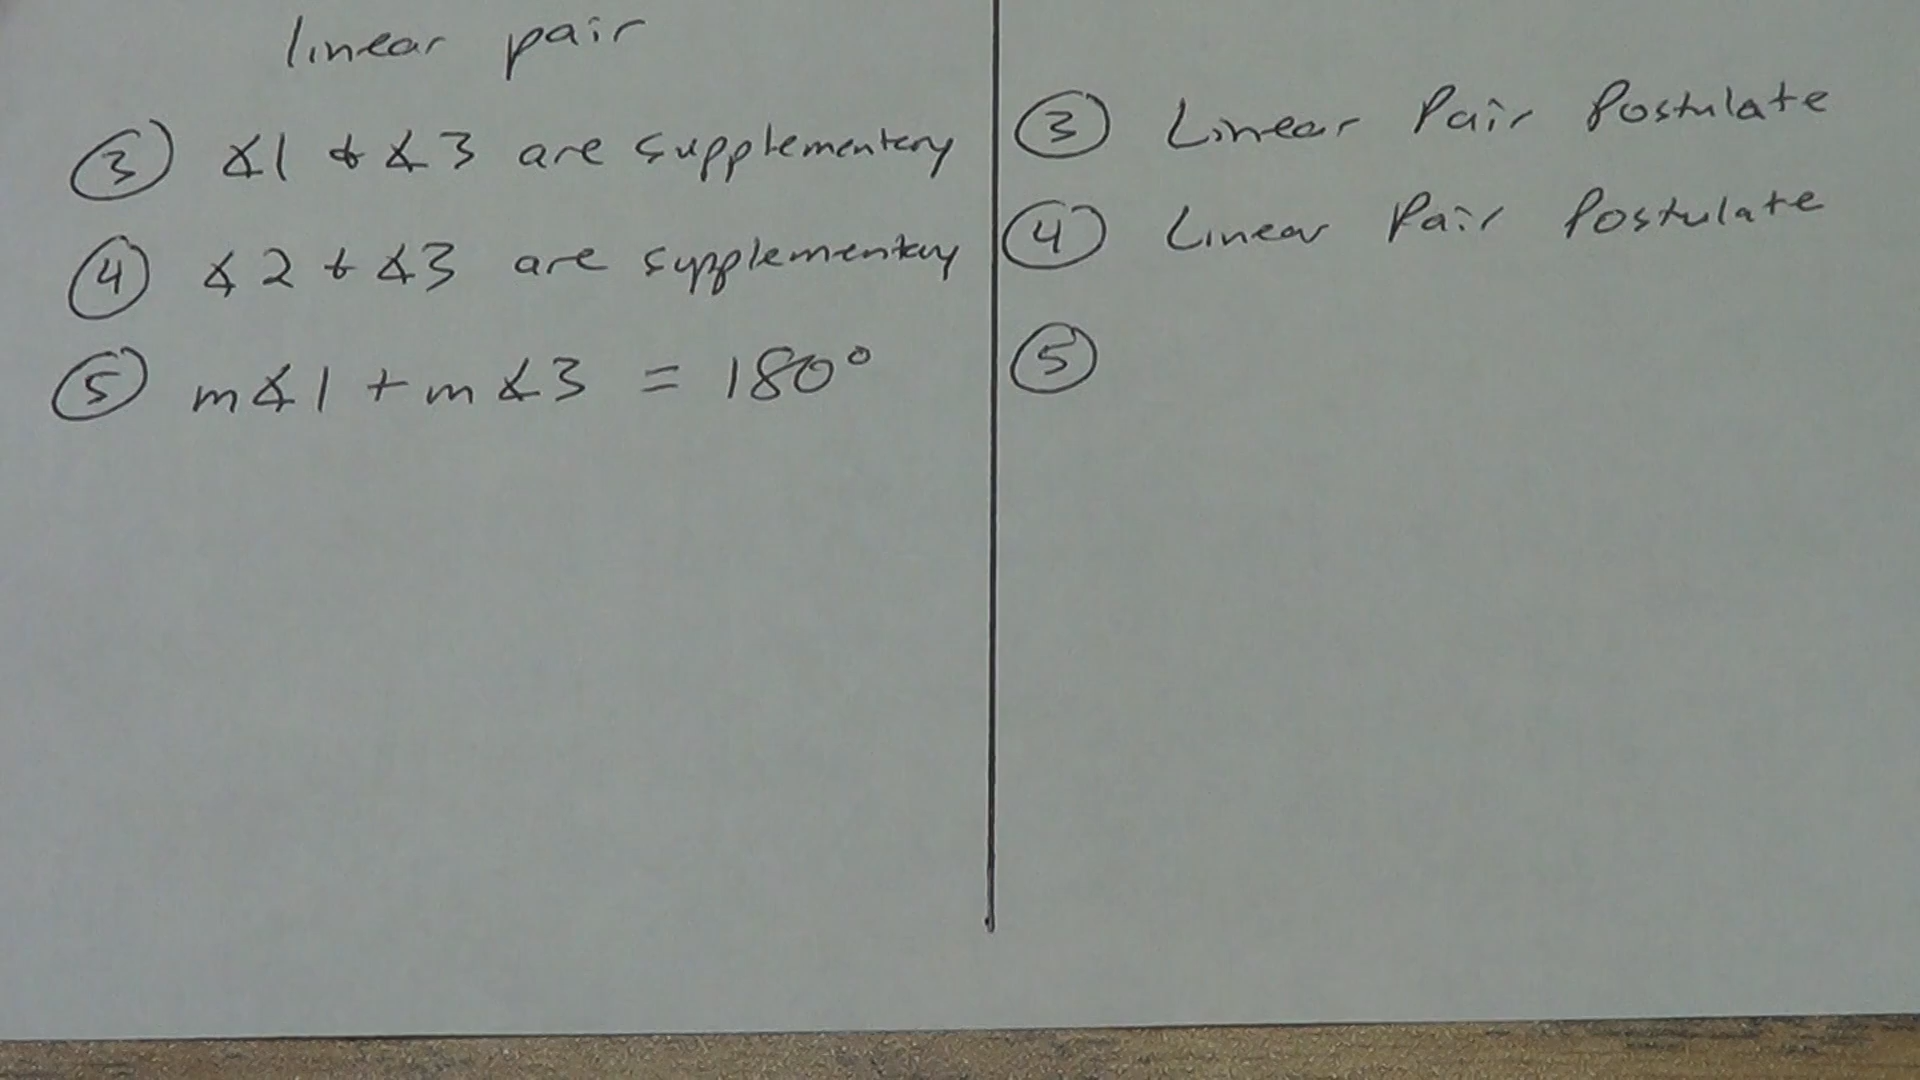 linear pair
③ ∡1 & ∡3 are supplementary
④ ∡2 & ∡3 are supplementary
⑤ m∡1 + m∡3 = 180°
③ Linear Pair Postulate
④ Linear Pair Postulate
⑤